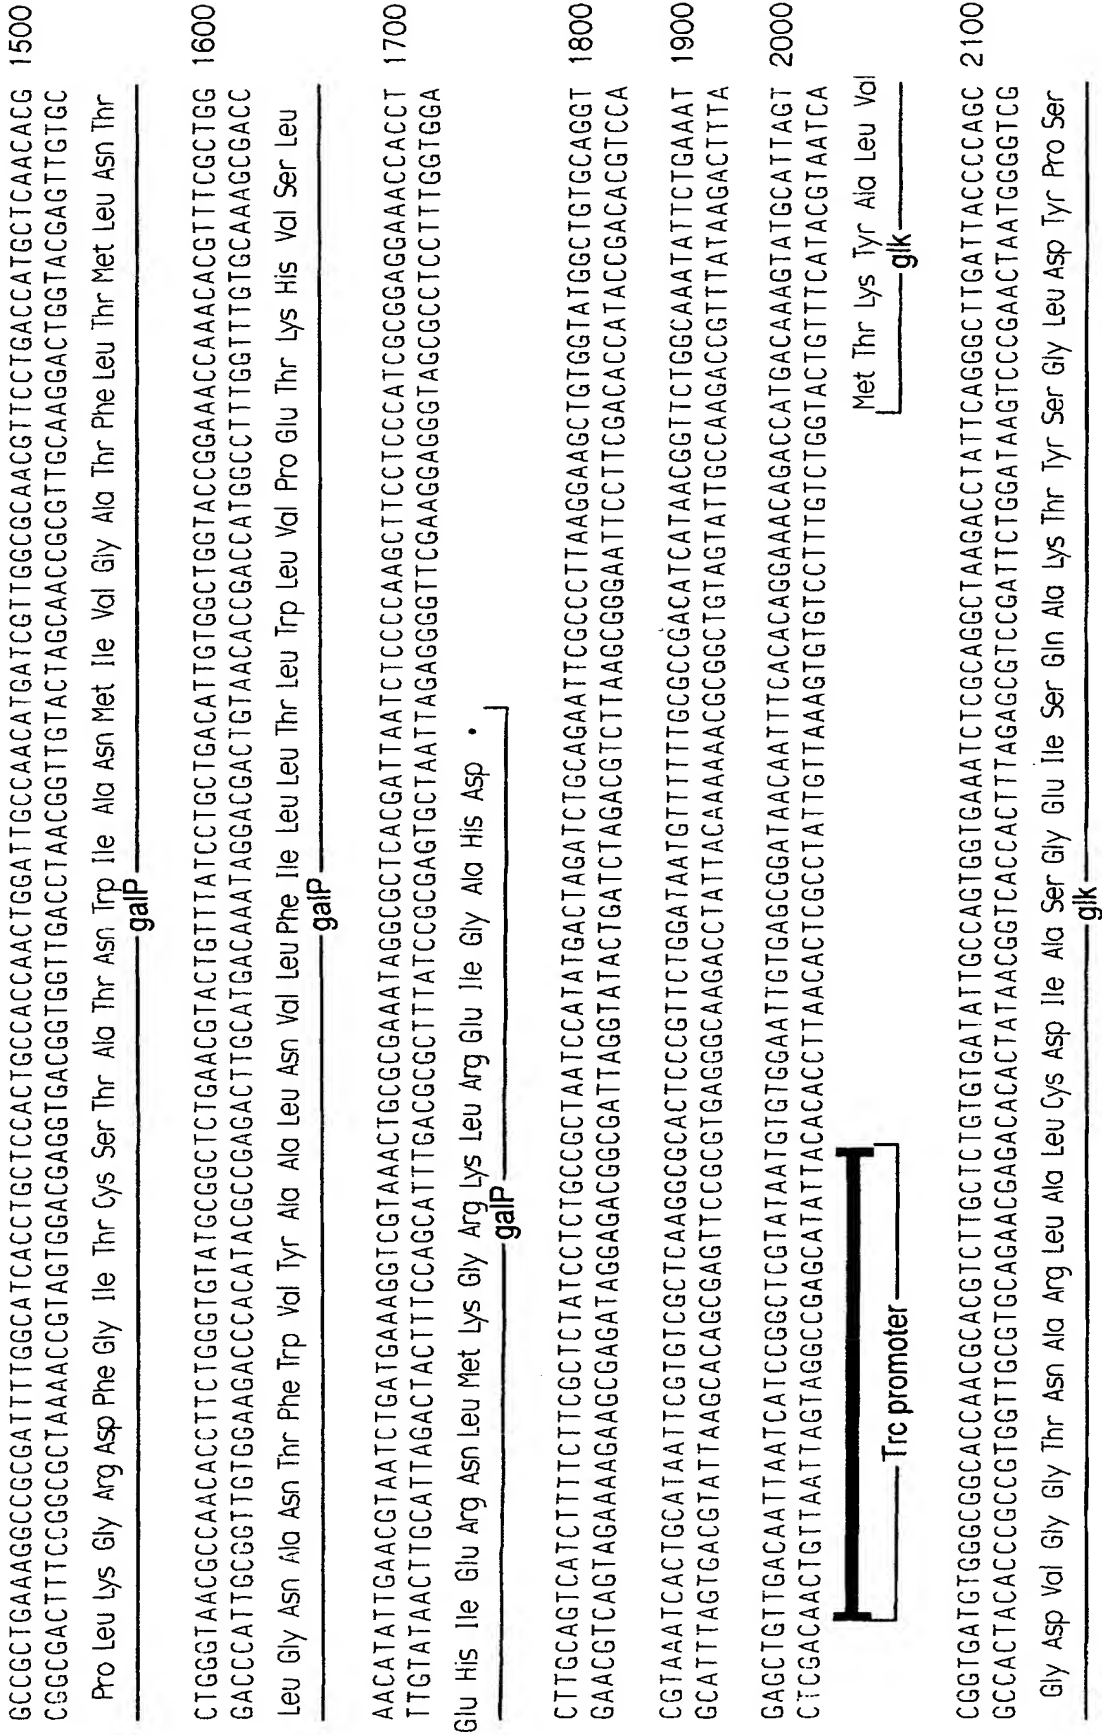 GCCGCTGAAAGGCCGCGATTTTGGCATCACCTGCTCCACTGCCACCAACTGGATTGCCAACATGATCGTTGGCGCAACGTTCCTGACCATGCTCAACACG 1500
CGGCGACTTTCCGGCGCTAAAACCGTAGTGGACGAGGTGACGGTGGTTGACCTAACGGTTGTACTAGCAACCGCGTTGCAAGGACTGGTACGAGTTGTGC
Pro Leu Lys Gly Arg Asp Phe Gly Ile Thr Cys Ser Thr Ala Thr Asn Trp Ile Ala Asn Met Ile Val Gly Ala Thr Phe Leu Thr Met Leu Asn Thr
galP
CTGGGTAACGCCAACACCTTCTGGGTGTATGCGGCTCTGAACGTACTGTTTATCCTGCTGACATTGTGGCTGGTACCGGAAACCAAACACGTTTCGCTGG 1600
GACCCATTGCGGTTGTGGAAGACCCACATACGCCGAGACTTGCATGACAAATAGGACGACTGTAACACCGACCATGGCCTTTGGTTTGTGCAAAGCGACC
Leu Gly Asn Ala Asn Thr Phe Trp Val Tyr Ala Ala Leu Asn Val Leu Phe Ile Leu Leu Thr Leu Trp Leu Val Pro Glu Thr Lys His Val Ser Leu
galP
AACATATTGAACGTAATCTGATGAAAGGTCGTAAACTGCGCGAAATAGGCGCTCACGATTAATCTCCCCAAGCTTCCTCCCATCGCGGAGGAAACCACCT 1700
TTGTATAACTTGCATTAGACTACTTTCCAGCATTTGACGCGCTTTATCCGCGAGTGCTAATTAGAGGGGTTCGAAGGAGGGTAGCGCCTCCTTTGGTGGA
Glu His Ile Glu Arg Asn Leu Met Lys Gly Arg Lys Leu Arg Glu Ile Gly Ala His Asp •
galP
CTTGCAGTCATCTTTTCTTCGCTCTATCCTCTGCCGCTAATCCATATGACTAGATCTGCAGAATTCGCCCTTAAGGAAGCTGTGGTATGGCTGTGCAGGT 1800
GAACGTCAGTAGAAAAGAAGCGAGATAGGAGACGGCGATTAGGTATACTGATCTAGACGTCTTAAGCGGGAATTCCTTCGACACCATACCGACACGTCCA
CGTAAATCACTGCATAATTCGTGTCGCTCAAGGCGCACTCCCGTTCTGGATAATGTTTTTTGCGCCGACATCATAACGGTTCTGGCAAATATTCTGAAAT 1900
GCATTTAGTGACGTATTAAGCACAGCGAGTTCCGCGTGAGGGCAAGACCTATTACAAAAAACGCGGCTGTAGTATTGCCAAGACCGTTTATAAGACTTTA
GAGCTGTTGACAATTAATCATCCGGCTCGTATAATGTGTGGAATTGTGAGCGGATAACAATTTCACACAGGAAACAGACCATGACAAAGTATGCATTAGT 2000
CTCGACAACTGTTAATTAGTAGGCCGAGCATATTACACACCTTAACACTCGCCTATTGTTAAAGTGTGTCCTTTGTCTGGTACTGTTTCATACGTAATCA
Met Thr Lys Tyr Ala Leu Val
glk
Trc promoter
CGGTGATGTGGGCGGCACCAACGCACGTCTTGCTCTGTGTGATATTGCCAGTGGTGAAATCTCGCAGGCTAAGACCTATTCAGGGCTTGATTACCCCAGC 2100
GCCACTACACCCGCCGTGGTTGCGTGCAGAACGAGACACACTATAACGGTCACCACTTTAGAGCGTCCGATTCTGGATAAGTCCCGAACTAATGGGGTCG
Gly Asp Val Gly Gly Thr Asn Ala Arg Leu Ala Leu Cys Asp Ile Ala Ser Gly Glu Ile Ser Gln Ala Lys Thr Tyr Ser Gly Leu Asp Tyr Pro Ser
glk